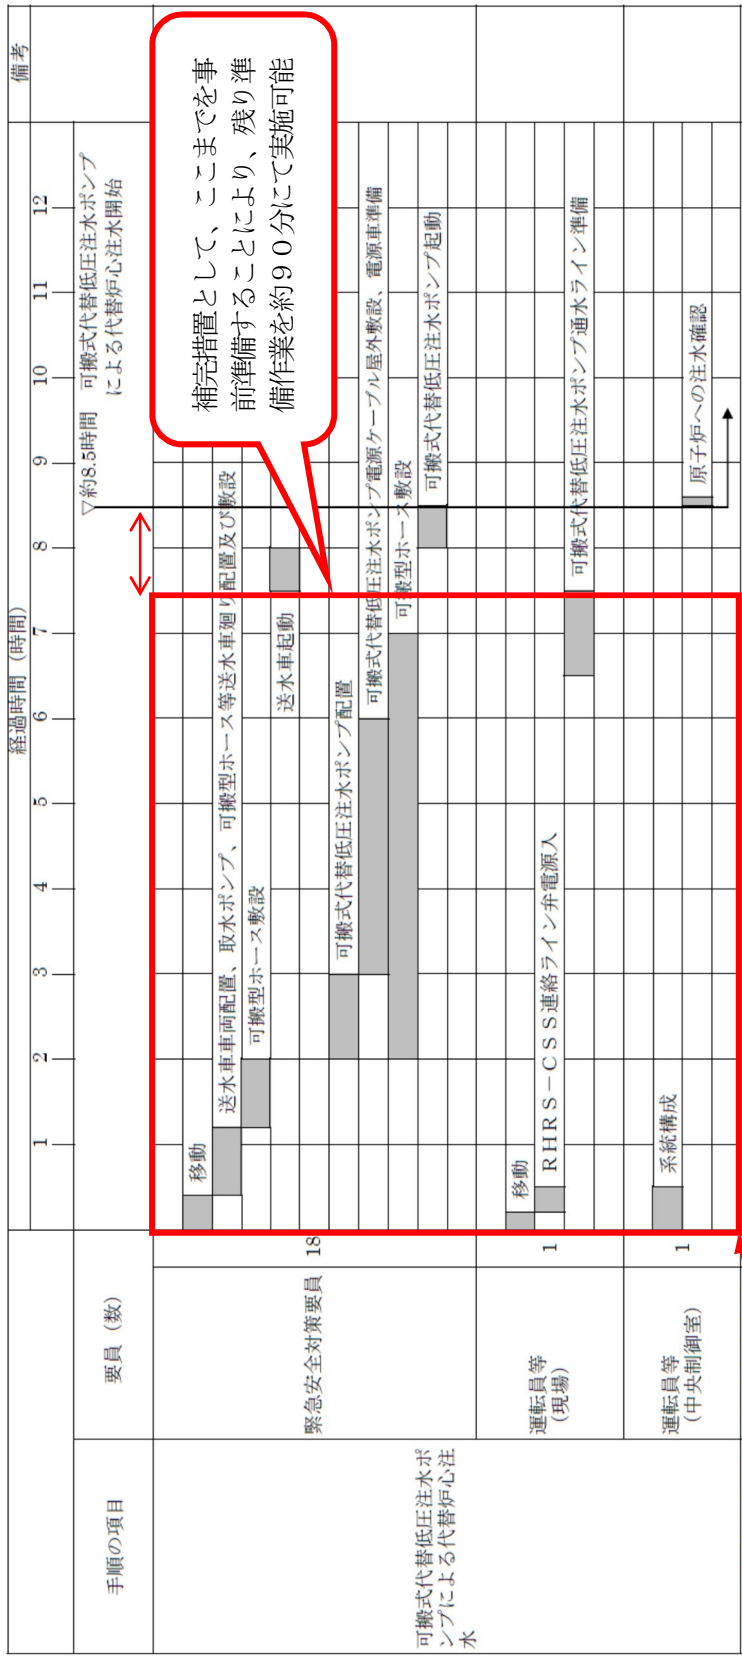 手順の項目
要員（数）
経過時間（時間）
備考
1
2
3
4
5
6
7
8
9
10
11
12
▽約8.5時間　可搬式代替低圧注水ポンプ
による代替炉心注水開始
可搬式代替低圧注水ポ
ンプによる代替炉心注
水
緊急安全対策要員
18
移動
送水車車両配置、取水ポンプ、可搬型ホース等送水車廻り配置及び敷設
可搬型ホース敷設
送水車起動
可搬式代替低圧注水ポンプ配置
可搬式代替低圧注水ポンプ電源ケーブル屋外敷設、電源車準備
可搬型ホース敷設
可搬式代替低圧注水ポンプ起動
補完措置として、ここまでを事
前準備することにより、残り準
備作業を約９０分にて実施可能
運転員等
（現場）
1
移動
ＲＨＲＳ－ＣＳＳ連絡ライン弁電源入
可搬式代替低圧注水ポンプ通水ライン準備
運転員等
（中央制御室）
1
系統構成
原子炉への注水確認